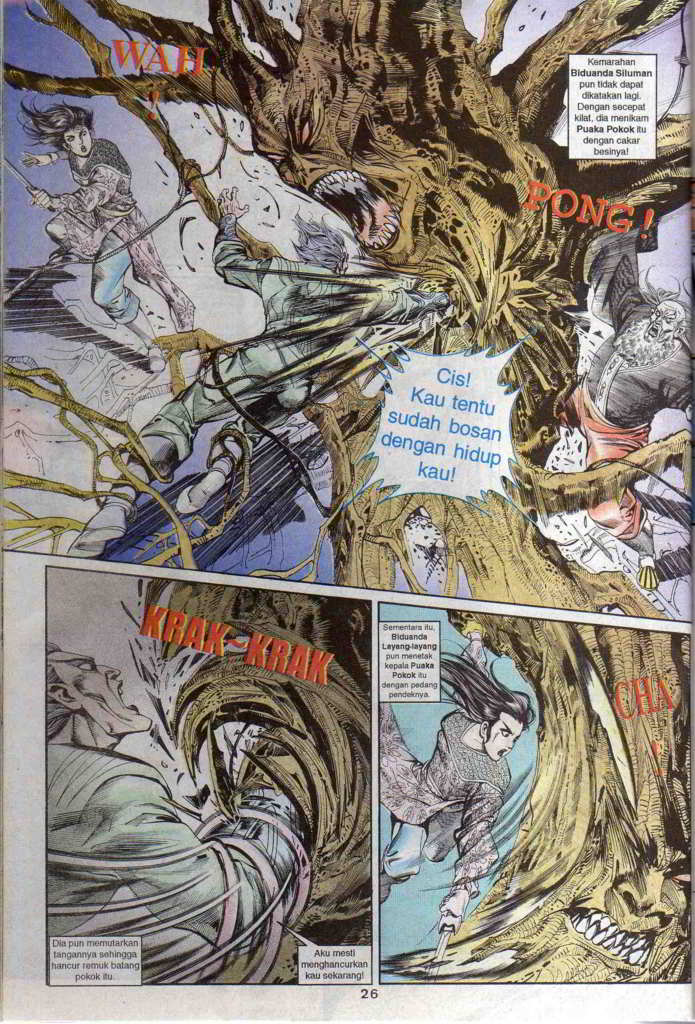 WAH
!
Kemarahan
Biduanda Siluman
pun tidak dapat
dikatakan lagi.
Dengan secepat
kilat, dia menikam
Puaka Pokok itu
dengan cakar
besinya!
PONG!
Cis!
Kau tentu
sudah bosan
dengan hidup
kau!
KRAK~KRAK
Dia pun memutarkan
tangannya sehingga
hancur remuk batang
pokok itu.
Aku mesti
menghancurkan
kau sekarang!
Sementara itu,
Biduanda
Layang-layang
pun menetak
kepala Puaka
Pokok itu
dengan pedang
pendeknya.
CHA
!
26